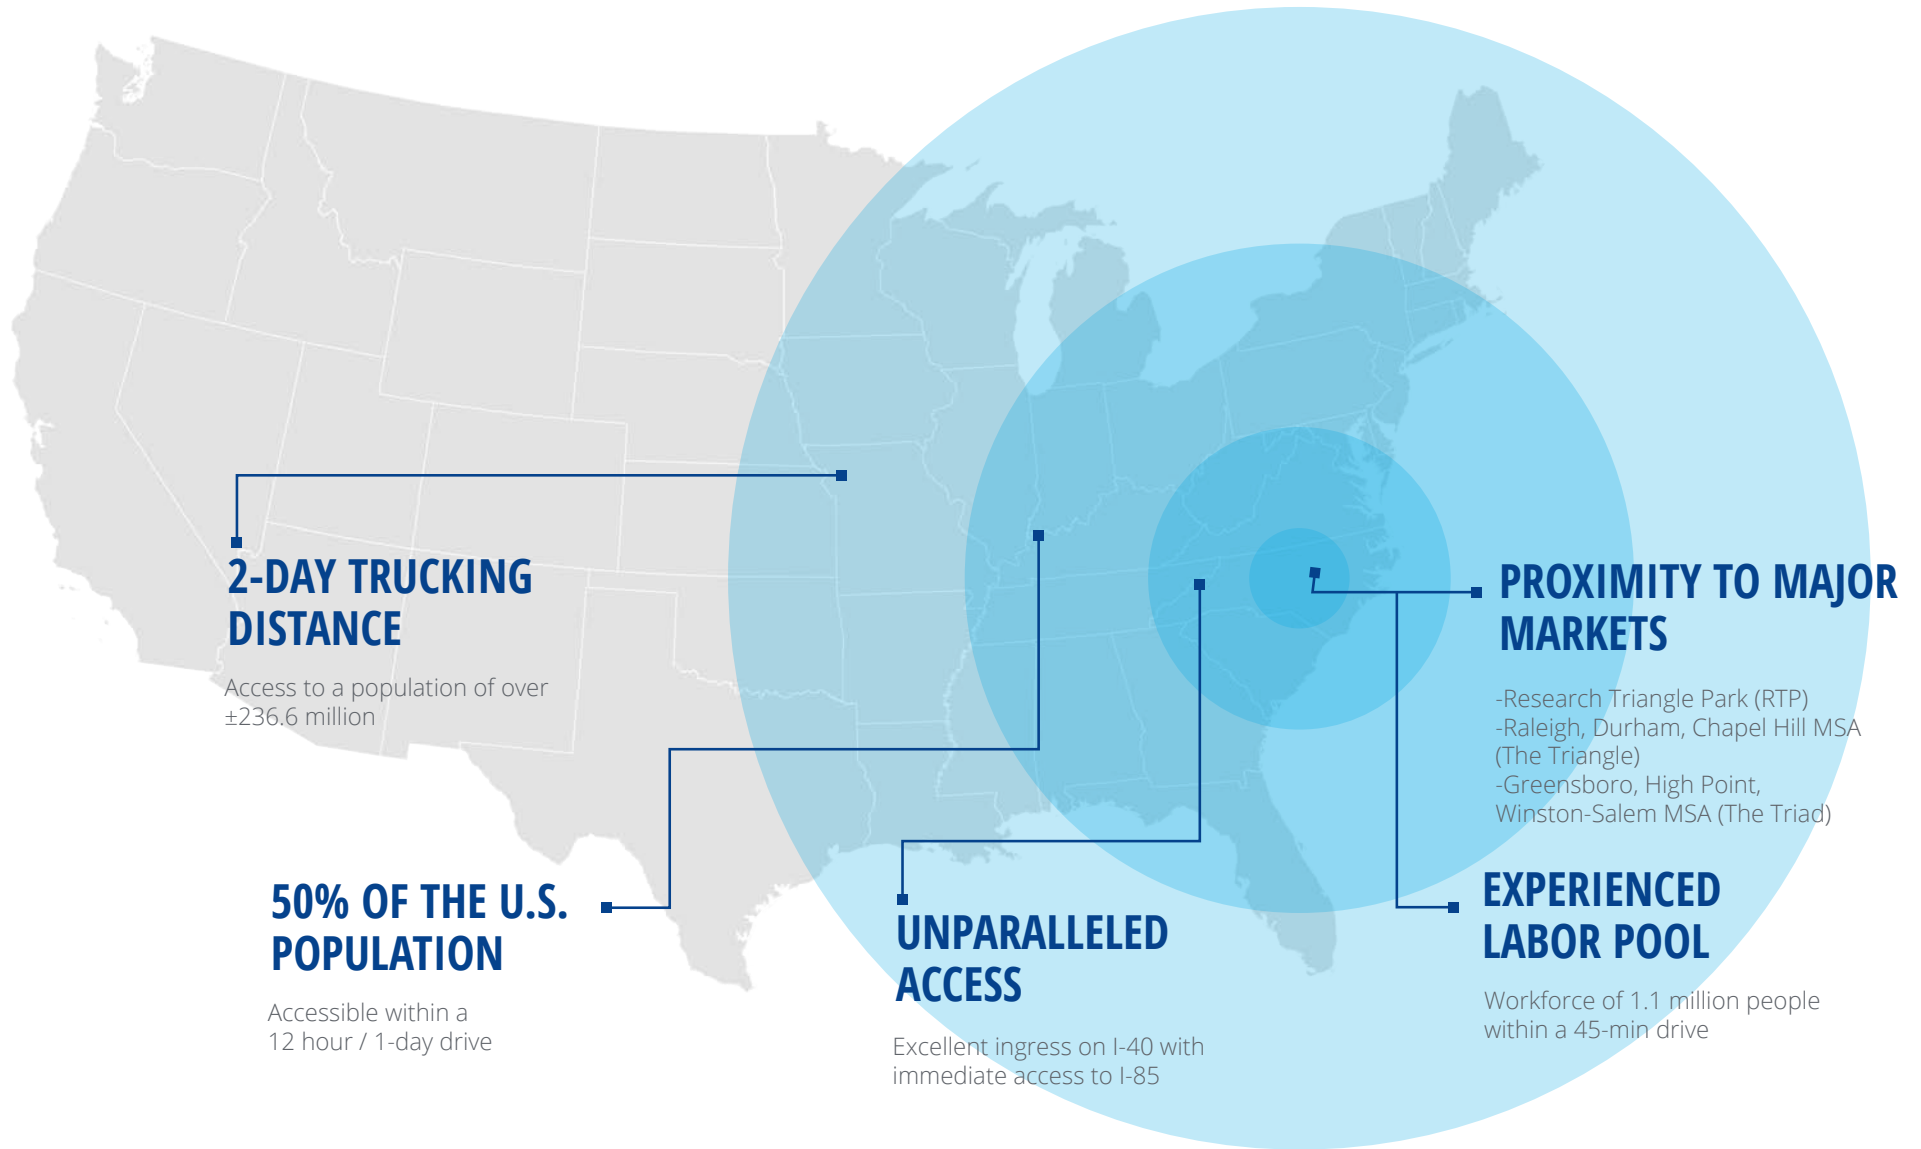 2-DAY TRUCKING
DISTANCE
Access to a population of over
±236.6 million
50% OF THE U.S.
POPULATION
Accessible within a
12 hour / 1-day drive
UNPARALLELED
ACCESS
Excellent ingress on I-40 with
immediate access to I-85
PROXIMITY TO MAJOR
MARKETS
-Research Triangle Park (RTP)
-Raleigh, Durham, Chapel Hill MSA
(The Triangle)
-Greensboro, High Point,
Winston-Salem MSA (The Triad)
EXPERIENCED
LABOR POOL
Workforce of 1.1 million people
within a 45-min drive